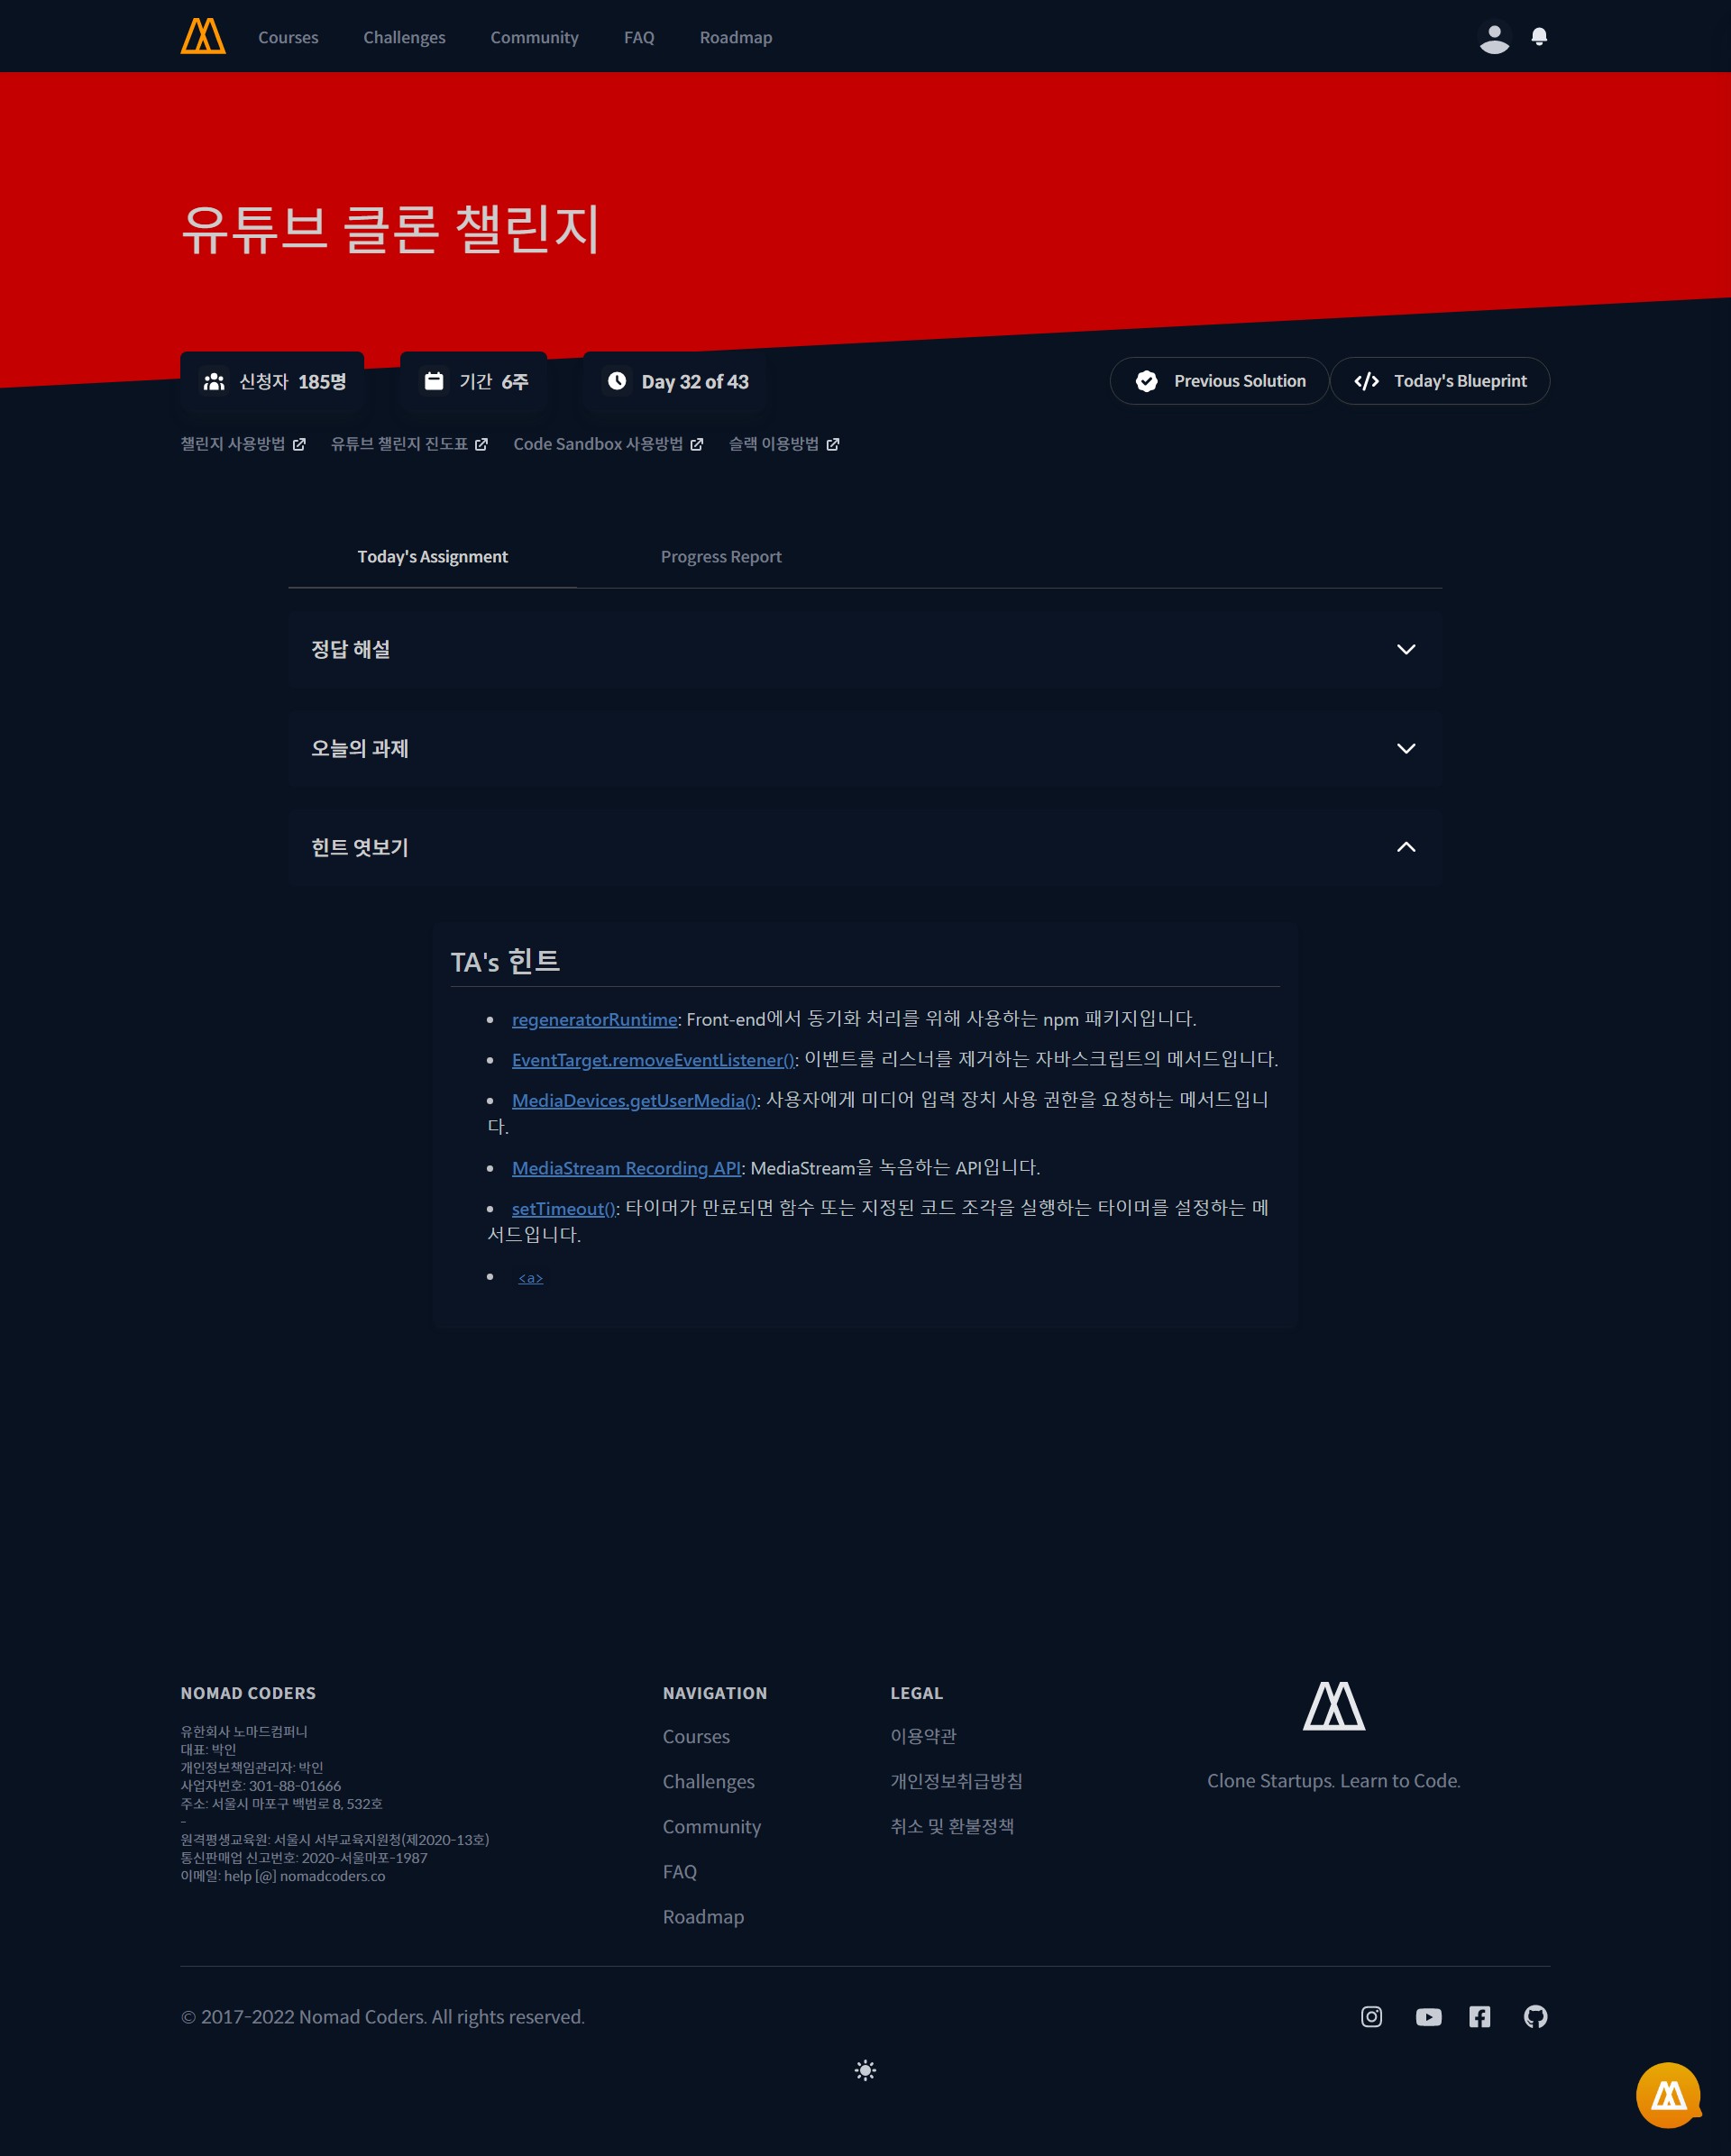 Courses
Challenges
Community
FAQ
Roadmap
유튜브 클론 챌린지
신청자 185명
기간 6주
Day 32 of 43
Previous Solution
Today's Blueprint
챌린지 사용방법
유튜브 챌린지 진도표
Code Sandbox 사용방법
슬랙 이용방법
Today's Assignment
Progress Report
정답 해설
오늘의 과제
힌트 엿보기
TA's 힌트
regeneratorRuntime: Front-end에서 동기화 처리를 위해 사용하는 npm 패키지입니다.
EventTarget.removeEventListener(): 이벤트를 리스너를 제거하는 자바스크립트의 메서드입니다.
MediaDevices.getUserMedia(): 사용자에게 미디어 입력 장치 사용 권한을 요청하는 메서드입니
다.
MediaStream Recording API: MediaStream을 녹음하는 API입니다.
setTimeout(): 타이머가 만료되면 함수 또는 지정된 코드 조각을 실행하는 타이머를 설정하는 메
서드입니다.
<a>
NOMAD CODERS
유한회사 노마드컴퍼니
대표: 박인
개인정보책임관리자: 박인
사업자번호: 301-88-01666
주소: 서울시 마포구 백범로 8, 532호
-
원격평생교육원: 서울시 서부교육지원청(제2020-13호)
통신판매업 신고번호: 2020-서울마포-1987
이메일: help [@] nomadcoders.co
NAVIGATION
Courses
Challenges
Community
FAQ
Roadmap
LEGAL
이용약관
개인정보취급방침
취소 및 환불정책
Clone Startups. Learn to Code.
© 2017-2022 Nomad Coders. All rights reserved.